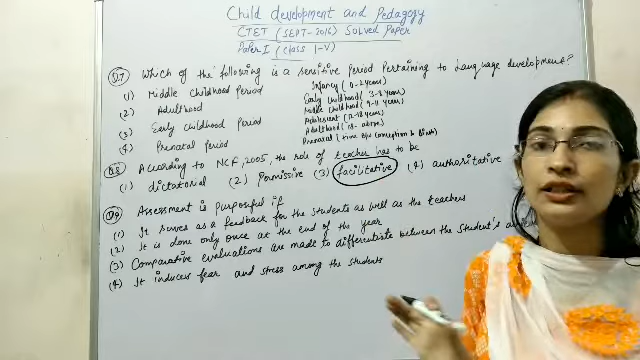 Child development and Pedagogy
CTET (SEPT-2016) Solved Paper
Paper I (class I-V)
Q7 Which of the following is a sensitive Period Pertaining to Language development?
(1) Middle Childhood Period
(2) Adulthood
(3) Early Childhood Period
(4) Prenatal Period
Infancy (0-2 years)
Early childhood (3-8 years)
Middle childhood (9-11 years)
Adolescent (12-18 years)
Adulthood (18-above)
Prenatal (time b/w conception to Birth)
Q8 According to NCF, 2005, the role of teacher has to be
(1) dictatorial (2) Permissive (3) facilitative (4) authoritative
Q9 Assessment is purposeful if
(1) It serves as a feedback for the students as well as the teachers
(2) It is done only once at the end of the year
(3) Comparative evaluations are made to differentiate between the student's
(4) It induces fear and stress among the students